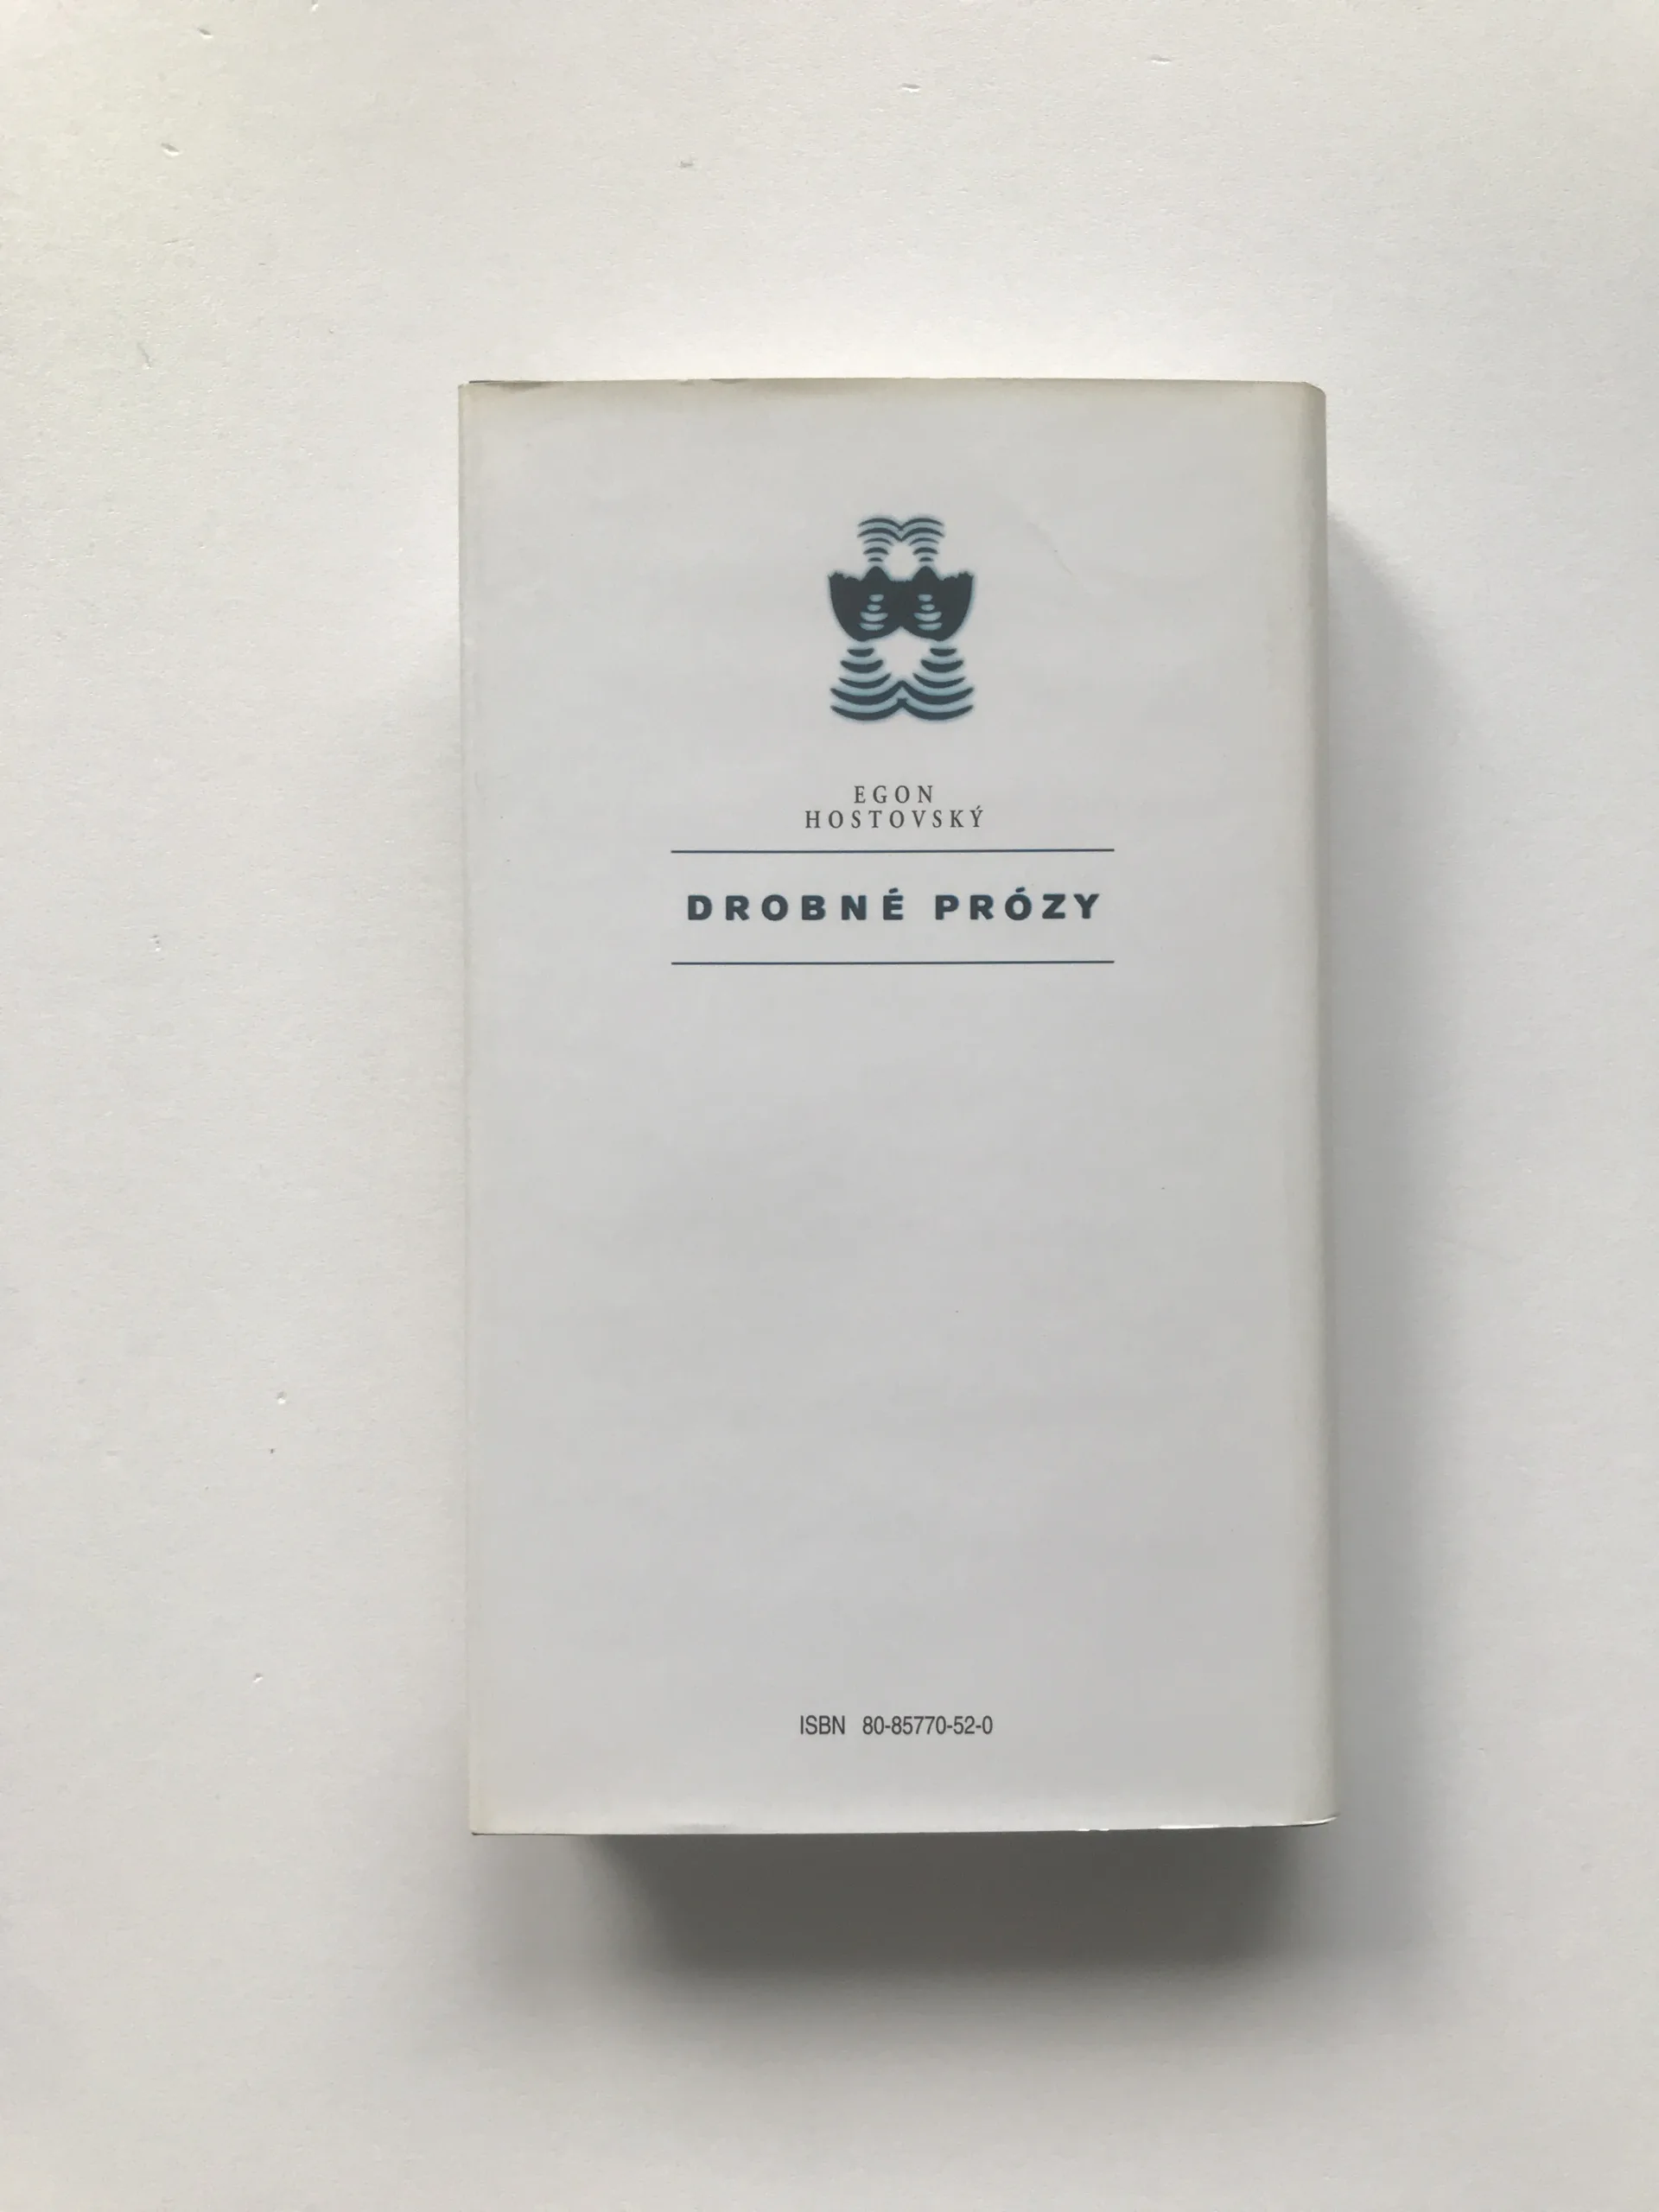 EGON
HOSTOVSKÝ
DROBNÉ PRÓZY
ISBN 80-85770-52-0